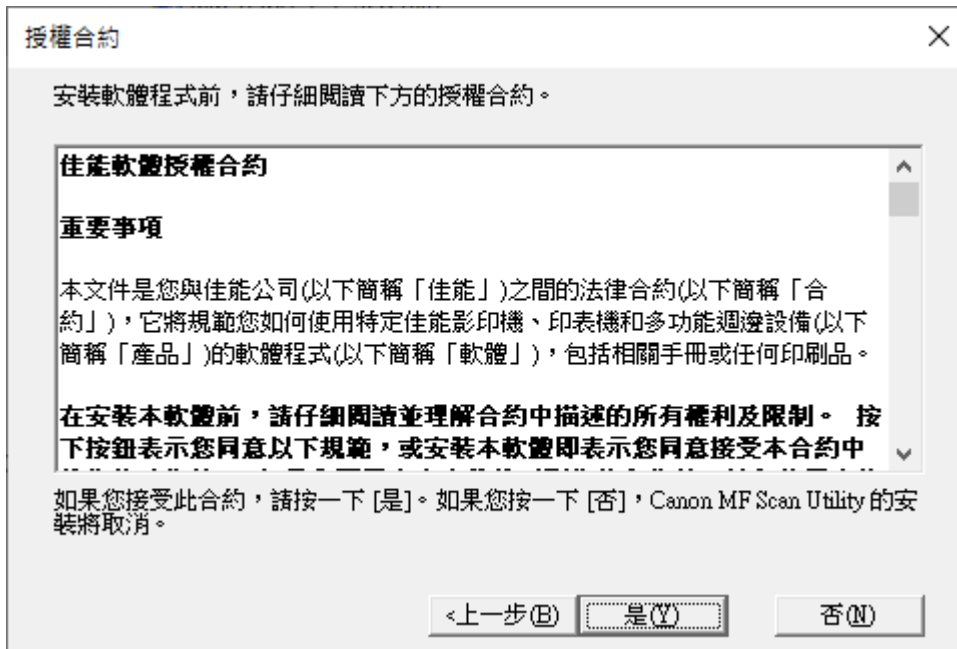 授權合約
安裝軟體程式前，請仔細閱讀下方的授權合約。
佳能軟體授權合約
重要事項
本文件是您與佳能公司(以下簡稱「佳能」)之間的法律合約(以下簡稱「合
約」)，它將規範您如何使用特定佳能影印機、印表機和多功能週邊設備(以下
簡稱「產品」)的軟體程式(以下簡稱「軟體」)，包括相關手冊或任何印刷品。
在安裝本軟體前，請仔細閱讀並理解合約中描述的所有權利及限制。 按
下按鈕表示您同意以下規範，或安裝本軟體即表示您同意接受本合約中
如果您接受此合約，請按一下 [是]。如果您按一下 [否]，Canon MF Scan Utility 的安
裝將取消。
<上一步(B) 是(Y) 否(N)